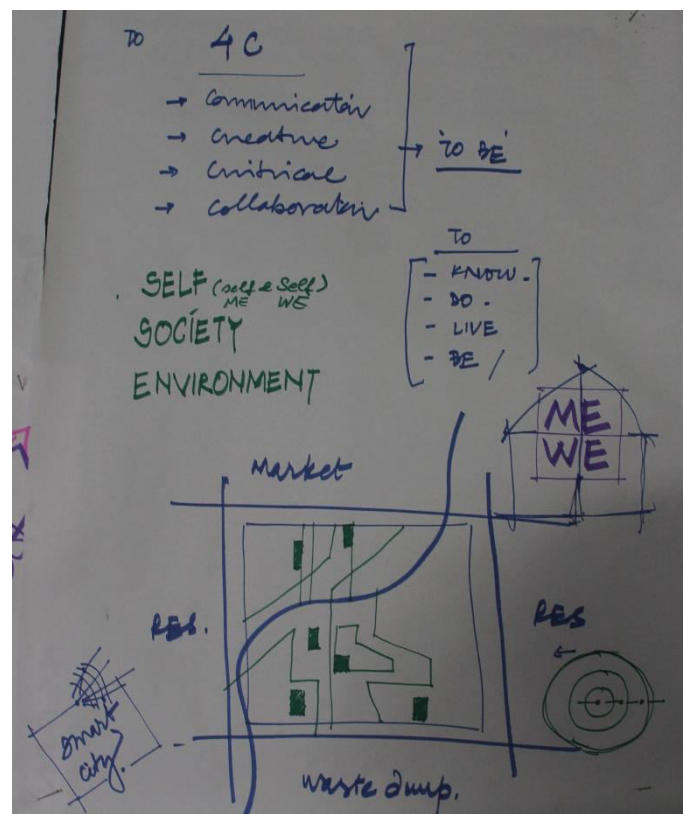 TO 4C
→ Communication
→ Creative
→ Critical
→ Collaboration
→ 'TO BE'
TO
- KNOW.
- DO.
- LIVE
- BE /
SELF (self & Self)
ME WE
SOCIETY
ENVIRONMENT
ME
WE
Market
RES.
RES
smart
city?
waste dump.